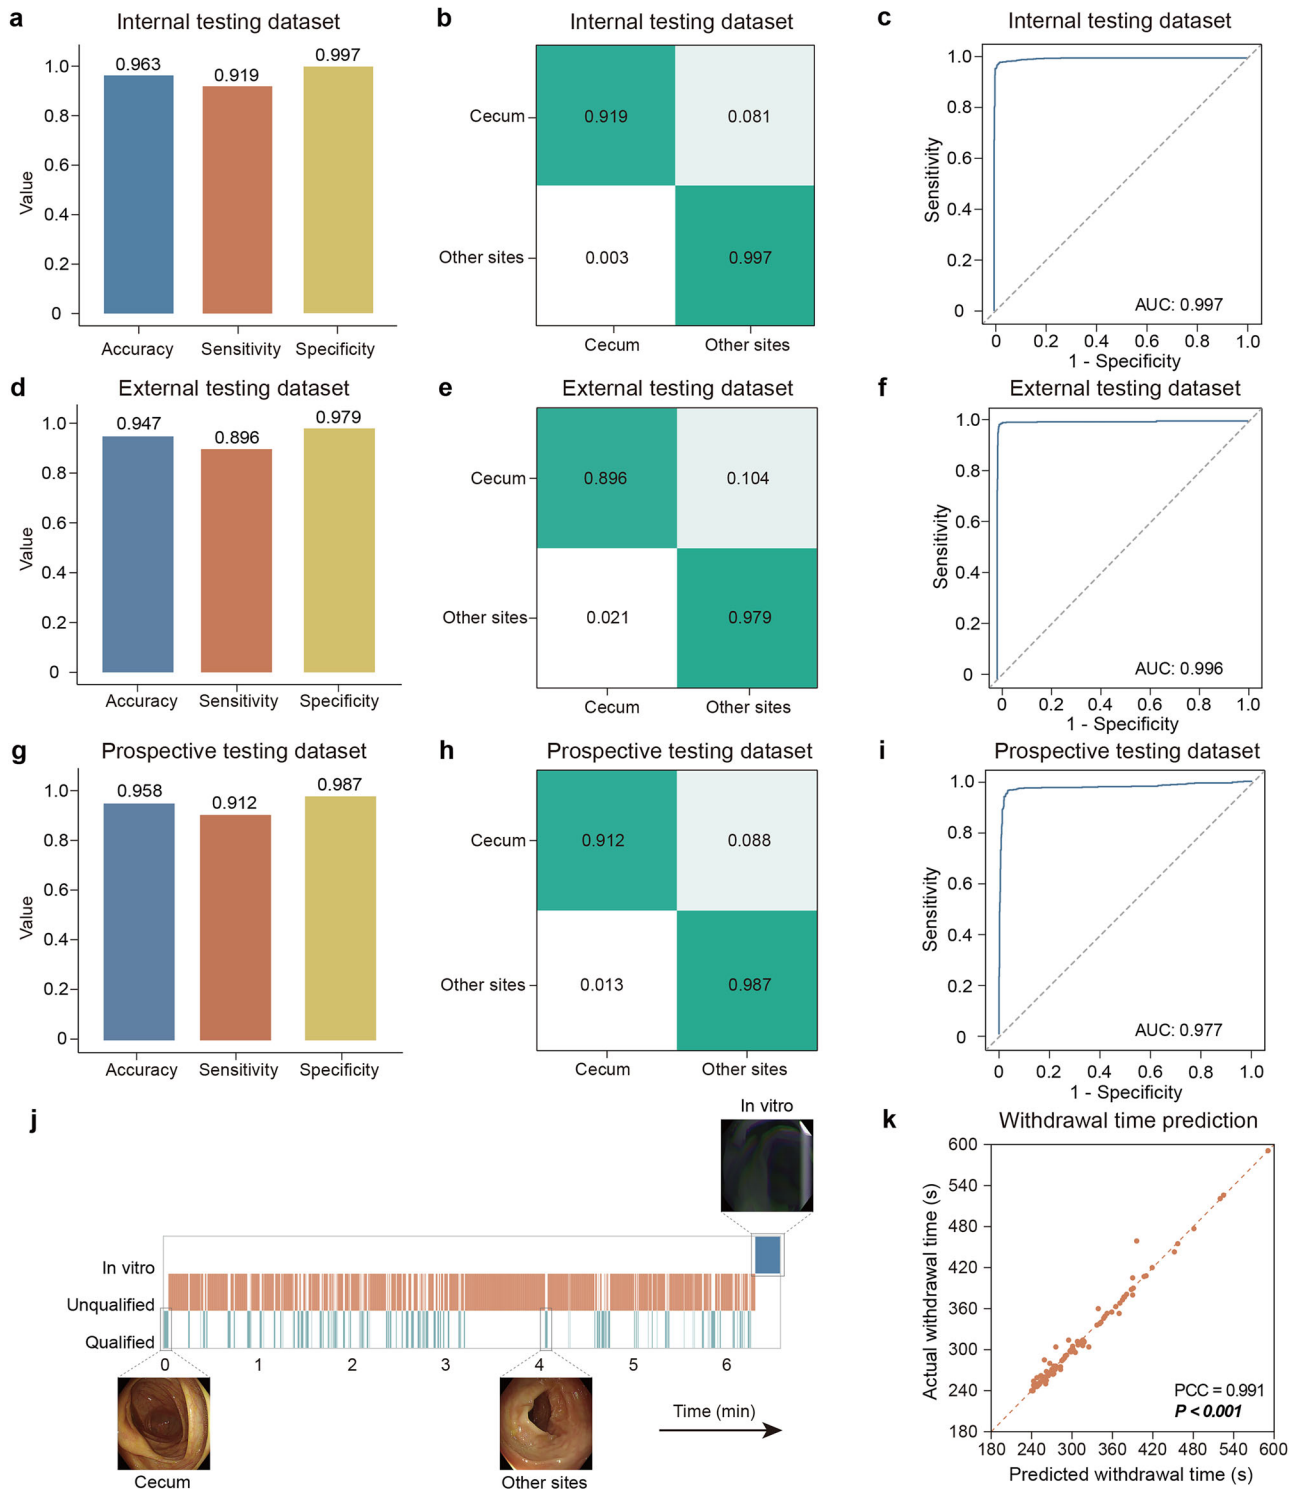 a
Internal testing dataset
Value
1.0
0.8
0.6
0.4
0.2
0
0.963
0.919
0.997
Accuracy
Sensitivity
Specificity
b
Internal testing dataset
Cecum
0.919
0.081
Other sites
0.003
0.997
Cecum
Other sites
c
Internal testing dataset
Sensitivity
1.0
0.8
0.6
0.4
0.2
0
AUC: 0.997
0
0.2
0.4
0.6
0.8
1.0
1 - Specificity
d
External testing dataset
Value
1.0
0.8
0.6
0.4
0.2
0
0.947
0.896
0.979
Accuracy
Sensitivity
Specificity
e
External testing dataset
Cecum
0.896
0.104
Other sites
0.021
0.979
Cecum
Other sites
f
External testing dataset
Sensitivity
1.0
0.8
0.6
0.4
0.2
0
AUC: 0.996
0
0.2
0.4
0.6
0.8
1.0
1 - Specificity
g
Prospective testing dataset
Value
1.0
0.8
0.6
0.4
0.2
0
0.958
0.912
0.987
Accuracy
Sensitivity
Specificity
h
Prospective testing dataset
Cecum
0.912
0.088
Other sites
0.013
0.987
Cecum
Other sites
i
Prospective testing dataset
Sensitivity
1.0
0.8
0.6
0.4
0.2
0
AUC: 0.977
0
0.2
0.4
0.6
0.8
1.0
1 - Specificity
j
In vitro
In vitro
Unqualified
Qualified
0
1
2
3
4
5
6
Time (min)
Cecum
Other sites
k
Withdrawal time prediction
Actual withdrawal time (s)
600
540
480
420
360
300
240
180
PCC = 0.991
P < 0.001
180
240
300
360
420
480
540
600
Predicted withdrawal time (s)